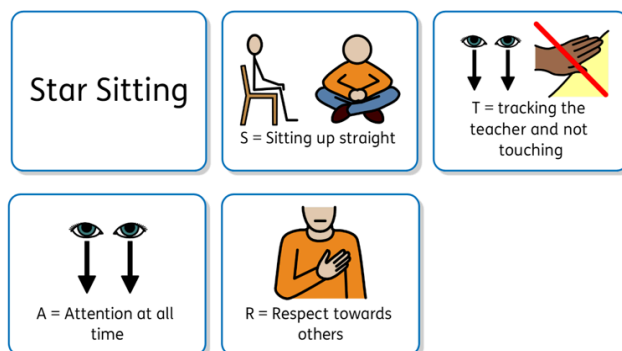 Star Sitting
S = Sitting up straight
T = tracking the
teacher and not
touching
A = Attention at all
time
R = Respect towards
others